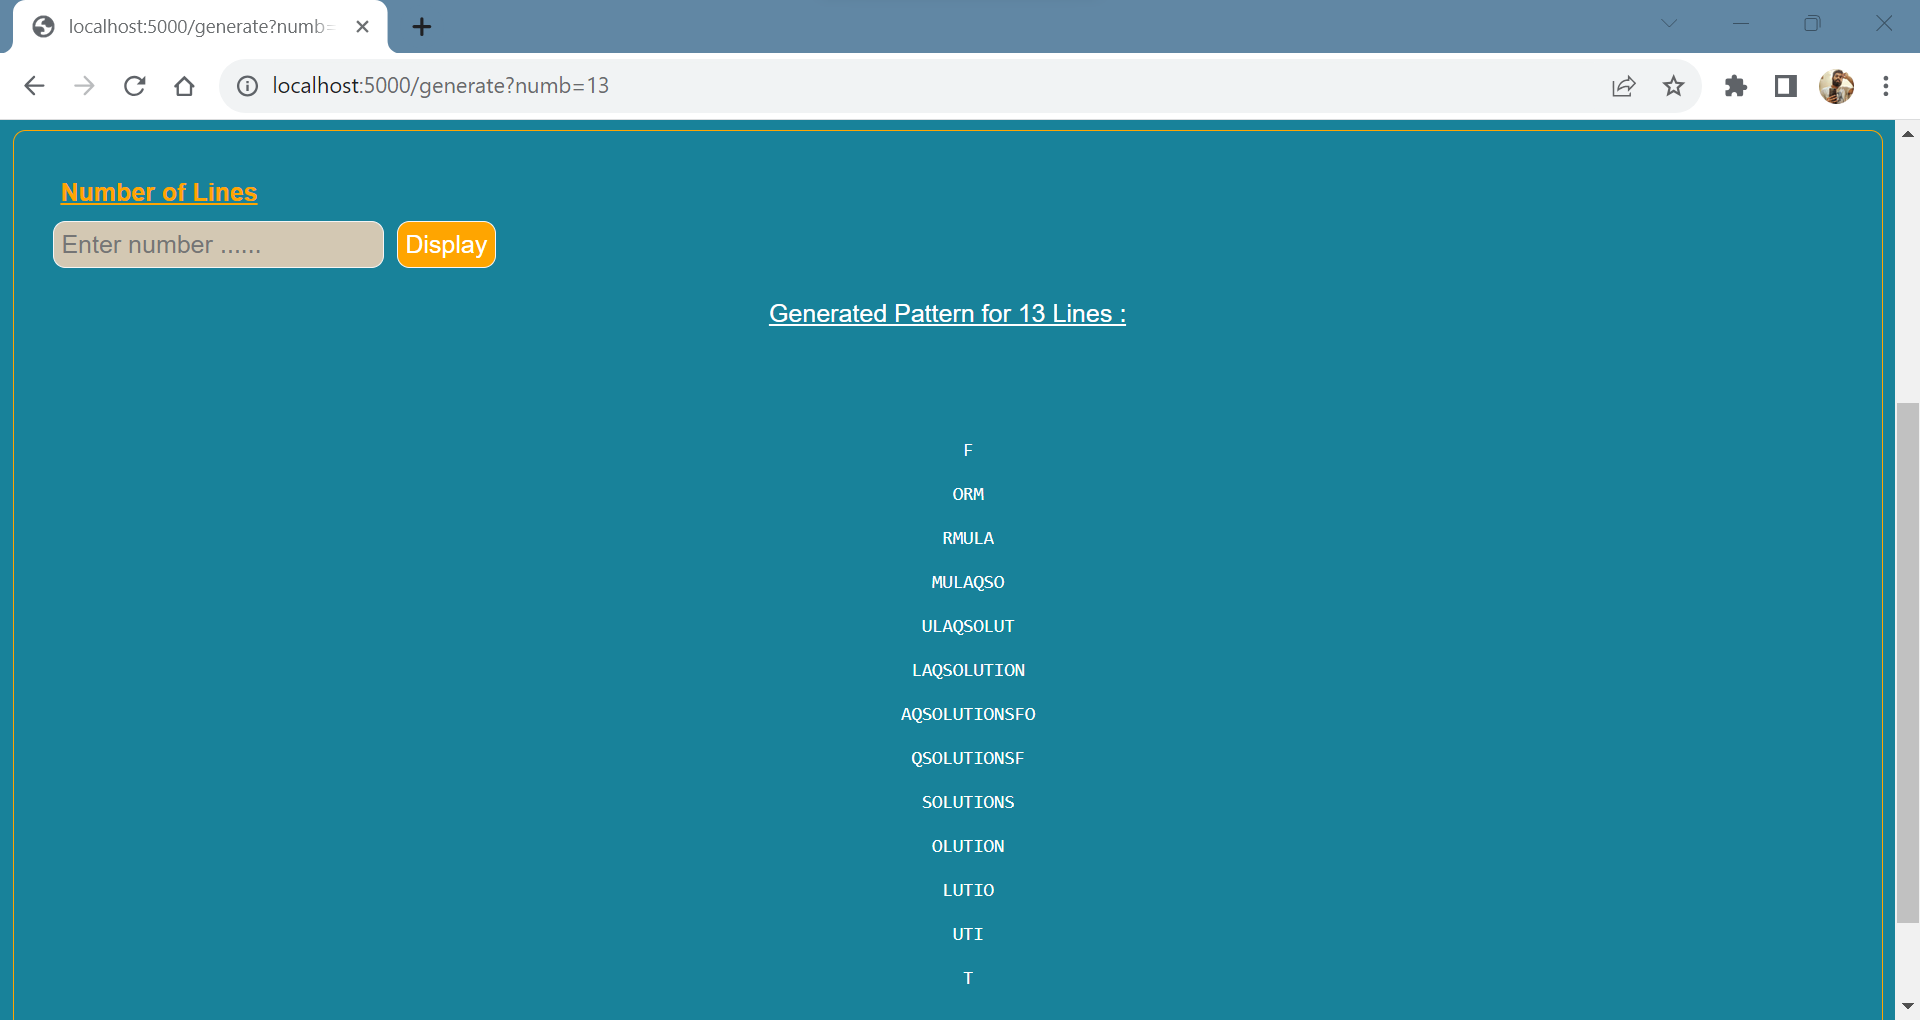 localhost:5000/generate?numb=
localhost:5000/generate?numb=13
Number of Lines
Enter number ......
Display
Generated Pattern for 13 Lines :
F
ORM
RMULA
MULAQSO
ULAQSOLUT
LAQSOLUTION
AQSOLUTIONSFO
QSOLUTIONSF
SOLUTIONS
OLUTION
LUTIO
UTI
T